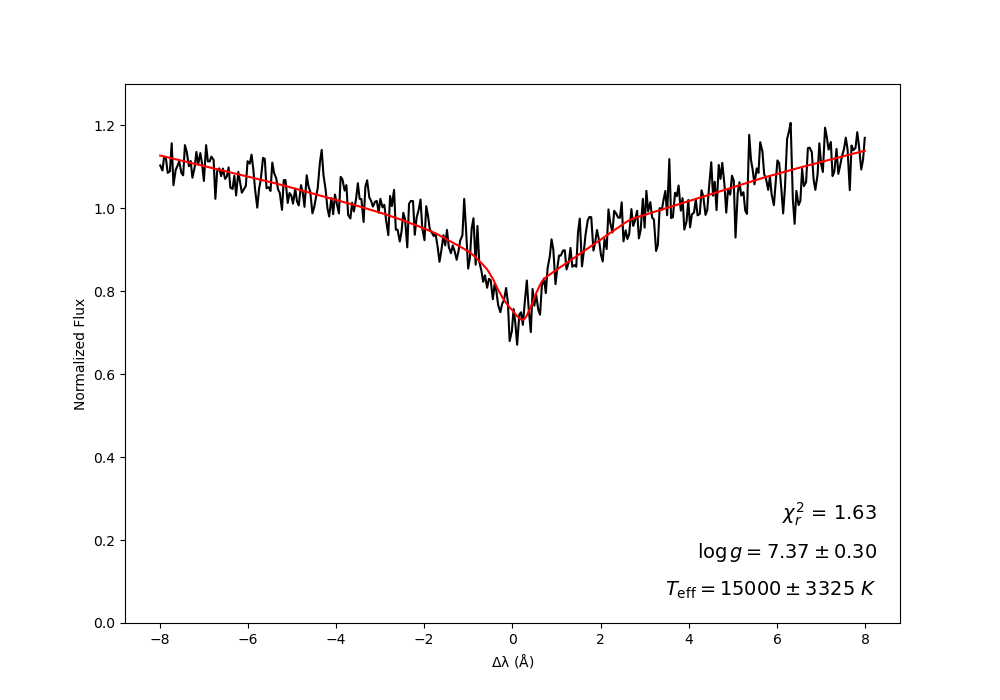 1.2
1.0
0.8
0.6
0.4
0.2
0.0
Normalized Flux
χ²ᵣ = 1.63
log g = 7.37 ± 0.30
T_eff = 15000 ± 3325 K
−8 −6 −4 −2 0 2 4 6 8
Δλ (Å)